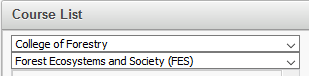 Course List
College of Forestry
Forest Ecosystems and Society (FES)